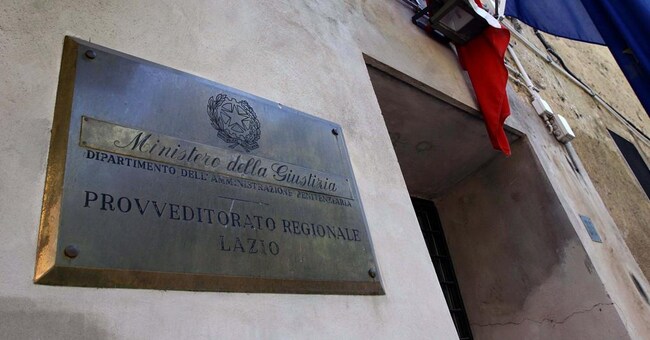 Ministero della Giustizia
DIPARTIMENTO DELL'AMMINISTRAZIONE PENITENZIARIA
PROVVEDITORATO REGIONALE
LAZIO